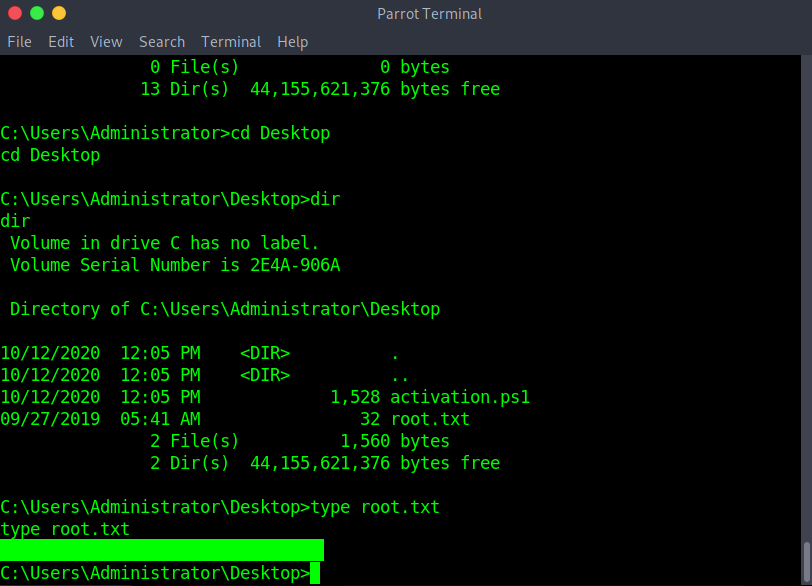 Parrot Terminal
File Edit View Search Terminal Help
               0 File(s)              0 bytes
              13 Dir(s)  44,155,621,376 bytes free

C:\Users\Administrator>cd Desktop
cd Desktop

C:\Users\Administrator\Desktop>dir
dir
 Volume in drive C has no label.
 Volume Serial Number is 2E4A-906A

 Directory of C:\Users\Administrator\Desktop

10/12/2020  12:05 PM    <DIR>          .
10/12/2020  12:05 PM    <DIR>          ..
10/12/2020  12:05 PM             1,528 activation.ps1
09/27/2019  05:41 AM                32 root.txt
               2 File(s)          1,560 bytes
               2 Dir(s)  44,155,621,376 bytes free

C:\Users\Administrator\Desktop>type root.txt
type root.txt
C:\Users\Administrator\Desktop>